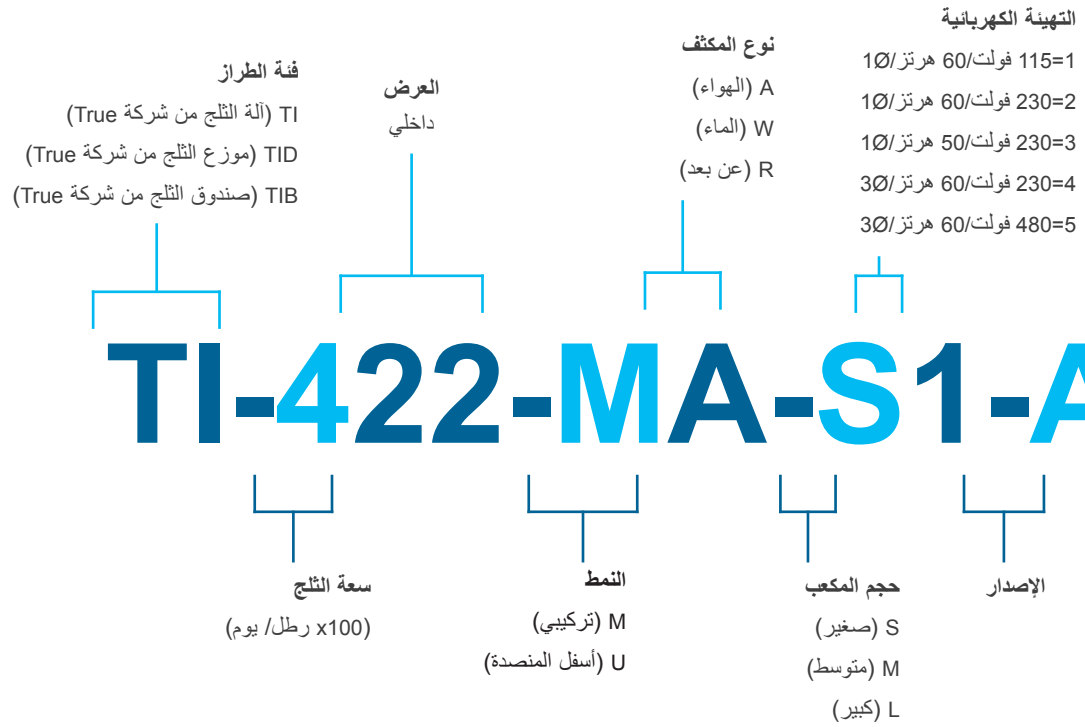 التهيئة الكهربائية
1=115 فولت/60 هرتز/1Ø
2=230 فولت/60 هرتز/1Ø
3=230 فولت/50 هرتز/1Ø
4=230 فولت/60 هرتز/3Ø
5=480 فولت/60 هرتز/3Ø
نوع المكثف
A (الهواء)
W (الماء)
R (عن بعد)
العرض
داخلي
فئة الطراز
TI (آلة الثلج من شركة True)
TID (موزع الثلج من شركة True)
TIB (صندوق الثلج من شركة True)
TI-422-MA-S1-A
الإصدار
حجم المكعب
S (صغير)
M (متوسط)
L (كبير)
النمط
M (تركيبي)
U (أسفل المنصدة)
سعة الثلج
(x100 رطل/ يوم)